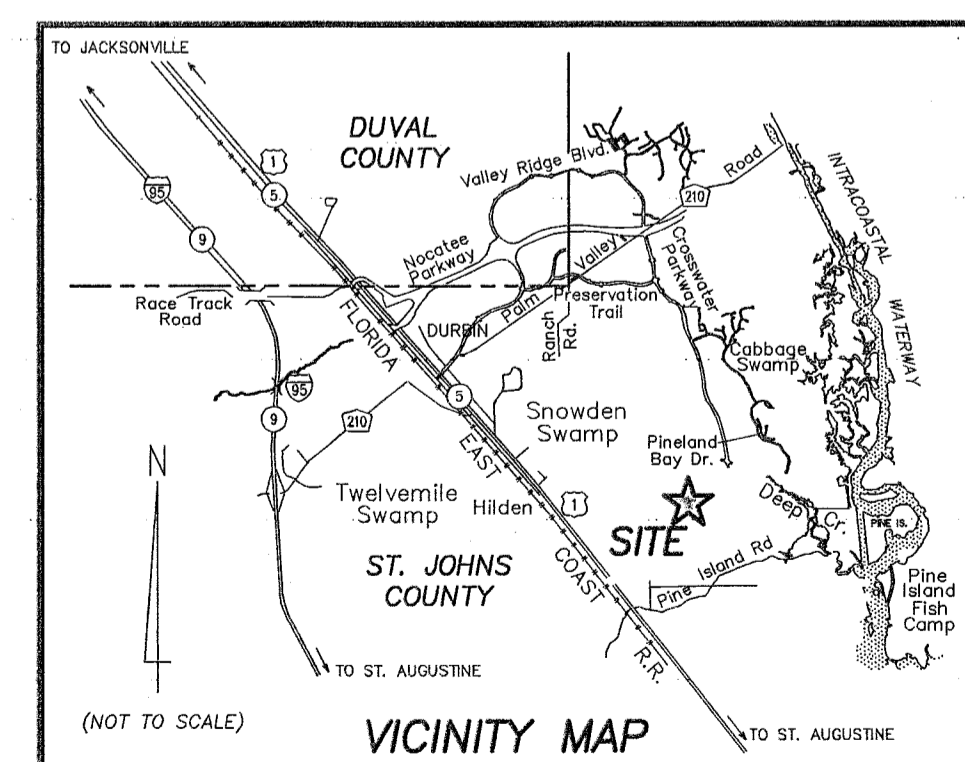 TO JACKSONVILLE
DUVAL
COUNTY
1
5
95
9
Valley Ridge Blvd.
Road
210
INTRACOASTAL
WATERWAY
Nocatee
Parkway
Palm
Valley
Crosswater
Parkway
Race Track
Road
FLORIDA
DURBIN
Ranch
Rd.
Preservation
Trail
Cabbage
Swamp
95
9
210
5
EAST
Snowden
Swamp
Pineland
Bay Dr.
N
Twelvemile
Swamp
Hilden
1
SITE
Deep
Cr.
PINE IS.
ST. JOHNS
COUNTY
COAST
Pine Island Rd
Pine
Island
Fish
Camp
R.R.
TO ST. AUGUSTINE
(NOT TO SCALE)
VICINITY MAP
TO ST. AUGUSTINE